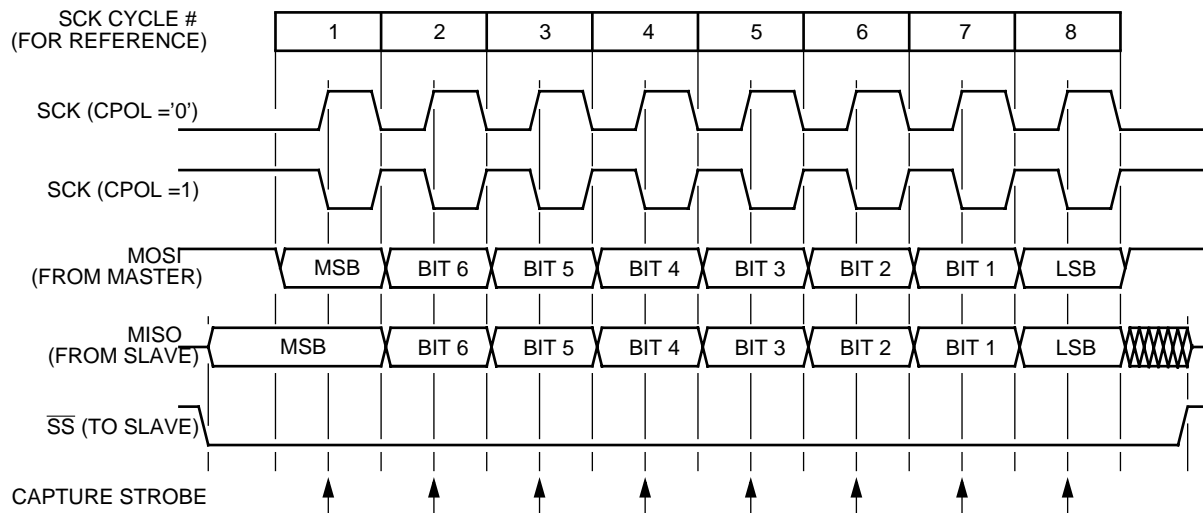 SCK CYCLE #
(FOR REFERENCE)
1 2 3 4 5 6 7 8
SCK (CPOL ='0')
SCK (CPOL =1)
MOSI
(FROM MASTER)
MSB BIT 6 BIT 5 BIT 4 BIT 3 BIT 2 BIT 1 LSB
MISO
(FROM SLAVE)
MSB BIT 6 BIT 5 BIT 4 BIT 3 BIT 2 BIT 1 LSB
S̅S̅ (TO SLAVE)
CAPTURE STROBE